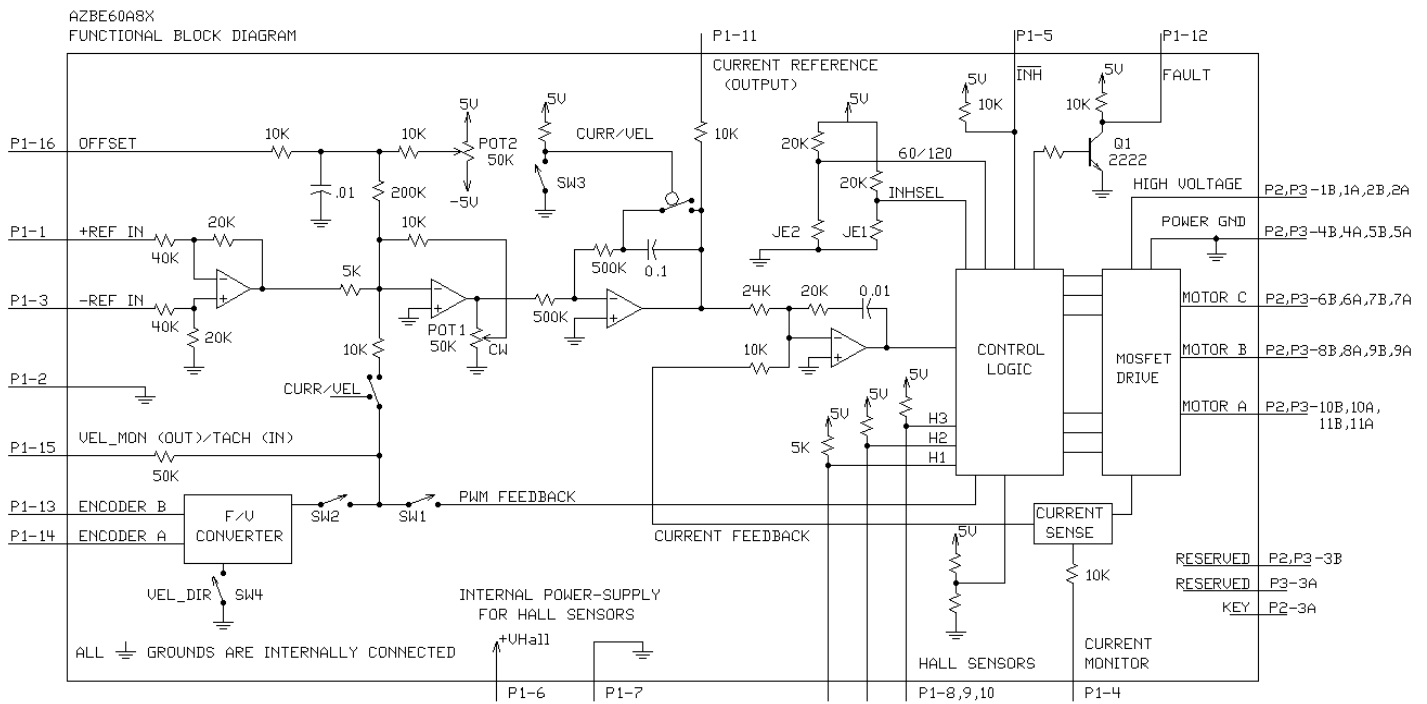 AZBE60A8X
FUNCTIONAL BLOCK DIAGRAM
P1-11
P1-5
P1-12
CURRENT REFERENCE
(OUTPUT)
INH
FAULT
5V
10K
5V
10K
Q1
2222
5V
20K
60/120
20K
INHSEL
JE2
JE1
P1-16 OFFSET
10K
10K
5V
POT2
50K
-5V
.01
200K
5V
CURR/VEL
SW3
10K
HIGH VOLTAGE P2,P3-1B,1A,2B,2A
POWER GND P2,P3-4B,4A,5B,5A
P1-1 +REF IN
40K
20K
10K
500K
0.1
P1-3 -REF IN
40K
20K
5K
POT1
50K
CW
500K
24K
20K
0.01
10K
CONTROL
LOGIC
MOSFET
DRIVE
MOTOR C P2,P3-6B,6A,7B,7A
MOTOR B P2,P3-8B,8A,9B,9A
MOTOR A P2,P3-10B,10A,
11B,11A
10K
P1-2
CURR/VEL
P1-15 VEL_MON (OUT)/TACH (IN)
50K
5V
5V
5V
5K
H3
H2
H1
P1-13 ENCODER B
P1-14 ENCODER A
F/V
CONVERTER
SW2
SW1
PWM FEEDBACK
CURRENT FEEDBACK
CURRENT
SENSE
5V
10K
VEL_DIR
SW4
RESERVED P2,P3-3B
RESERVED P3-3A
KEY P2-3A
INTERNAL POWER-SUPPLY
FOR HALL SENSORS
+VHall
ALL GROUNDS ARE INTERNALLY CONNECTED
HALL SENSORS
CURRENT
MONITOR
P1-6
P1-7
P1-8,9,10
P1-4